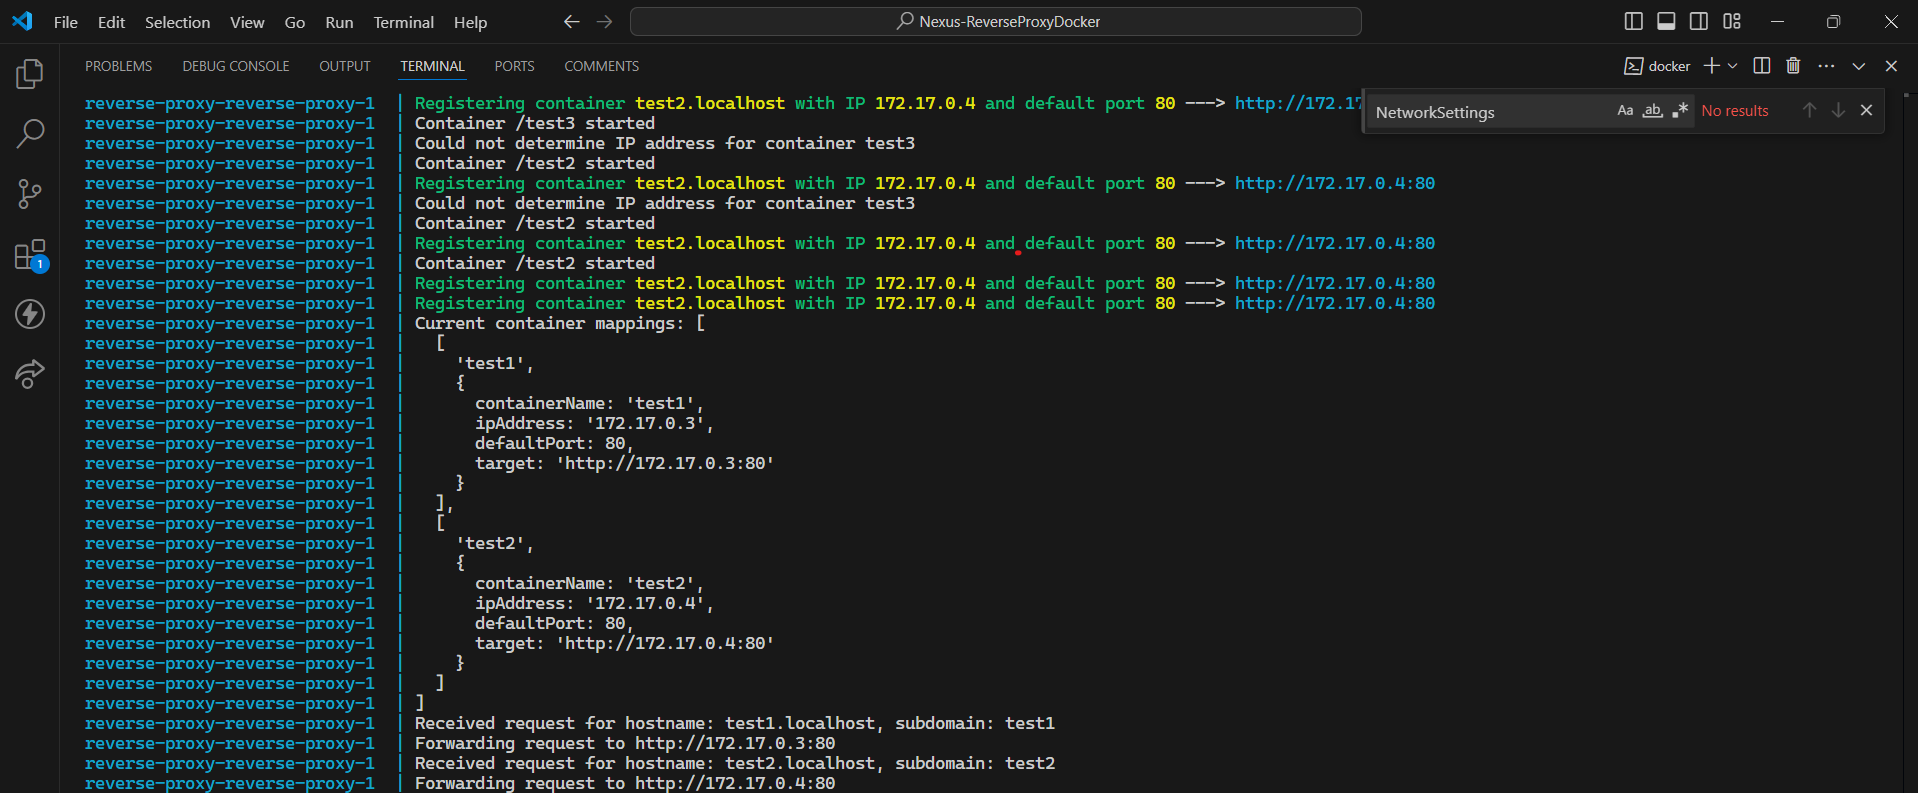 File Edit Selection View Go Run Terminal Help
Nexus-ReverseProxyDocker
PROBLEMS DEBUG CONSOLE OUTPUT TERMINAL PORTS COMMENTS
docker
NetworkSettings Aa ab No results
1
reverse-proxy-reverse-proxy-1 | Registering container test2.localhost with IP 172.17.0.4 and default port 80 ---> http://172.17
reverse-proxy-reverse-proxy-1 | Container /test3 started
reverse-proxy-reverse-proxy-1 | Could not determine IP address for container test3
reverse-proxy-reverse-proxy-1 | Container /test2 started
reverse-proxy-reverse-proxy-1 | Registering container test2.localhost with IP 172.17.0.4 and default port 80 ---> http://172.17.0.4:80
reverse-proxy-reverse-proxy-1 | Could not determine IP address for container test3
reverse-proxy-reverse-proxy-1 | Container /test2 started
reverse-proxy-reverse-proxy-1 | Registering container test2.localhost with IP 172.17.0.4 and default port 80 ---> http://172.17.0.4:80
reverse-proxy-reverse-proxy-1 | Container /test2 started
reverse-proxy-reverse-proxy-1 | Registering container test2.localhost with IP 172.17.0.4 and default port 80 ---> http://172.17.0.4:80
reverse-proxy-reverse-proxy-1 | Registering container test2.localhost with IP 172.17.0.4 and default port 80 ---> http://172.17.0.4:80
reverse-proxy-reverse-proxy-1 | Current container mappings: [
reverse-proxy-reverse-proxy-1 |   [
reverse-proxy-reverse-proxy-1 |     'test1',
reverse-proxy-reverse-proxy-1 |     {
reverse-proxy-reverse-proxy-1 |       containerName: 'test1',
reverse-proxy-reverse-proxy-1 |       ipAddress: '172.17.0.3',
reverse-proxy-reverse-proxy-1 |       defaultPort: 80,
reverse-proxy-reverse-proxy-1 |       target: 'http://172.17.0.3:80'
reverse-proxy-reverse-proxy-1 |     }
reverse-proxy-reverse-proxy-1 |   ],
reverse-proxy-reverse-proxy-1 |   [
reverse-proxy-reverse-proxy-1 |     'test2',
reverse-proxy-reverse-proxy-1 |     {
reverse-proxy-reverse-proxy-1 |       containerName: 'test2',
reverse-proxy-reverse-proxy-1 |       ipAddress: '172.17.0.4',
reverse-proxy-reverse-proxy-1 |       defaultPort: 80,
reverse-proxy-reverse-proxy-1 |       target: 'http://172.17.0.4:80'
reverse-proxy-reverse-proxy-1 |     }
reverse-proxy-reverse-proxy-1 |   ]
reverse-proxy-reverse-proxy-1 | ]
reverse-proxy-reverse-proxy-1 | Received request for hostname: test1.localhost, subdomain: test1
reverse-proxy-reverse-proxy-1 | Forwarding request to http://172.17.0.3:80
reverse-proxy-reverse-proxy-1 | Received request for hostname: test2.localhost, subdomain: test2
reverse-proxy-reverse-proxy-1 | Forwarding request to http://172.17.0.4:80